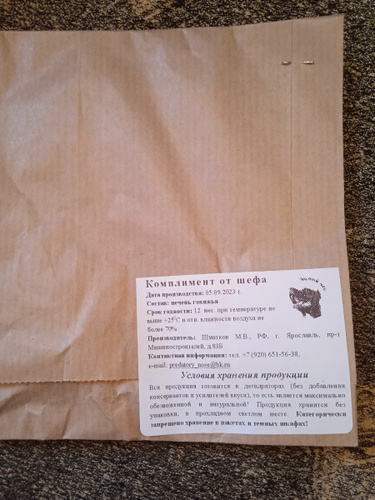 Комплимент от шефа
Дата производства: 05.09.2023 г.
Состав: печень говяжья
Срок годности: 12 мес. при температуре не
выше +25°С и отн. влажности воздуха не
более 70%
Производитель: Шматков М.В., РФ, г. Ярославль, пр-т
Машиностроителей, д.83Б
Контактная информация: тел. +7 (920) 651-56-38,
e-mail: predatory_nose@bk.ru
Условия хранения продукции
Вся продукция готовится в дегидраторах (без добавления
консервантов и усилителей вкуса), то есть является максимально
обезвоженной и натуральной! Продукция хранится без
упаковки, в прохладном светлом месте. Категорически
запрещено хранение в пакетах и темных шкафах!